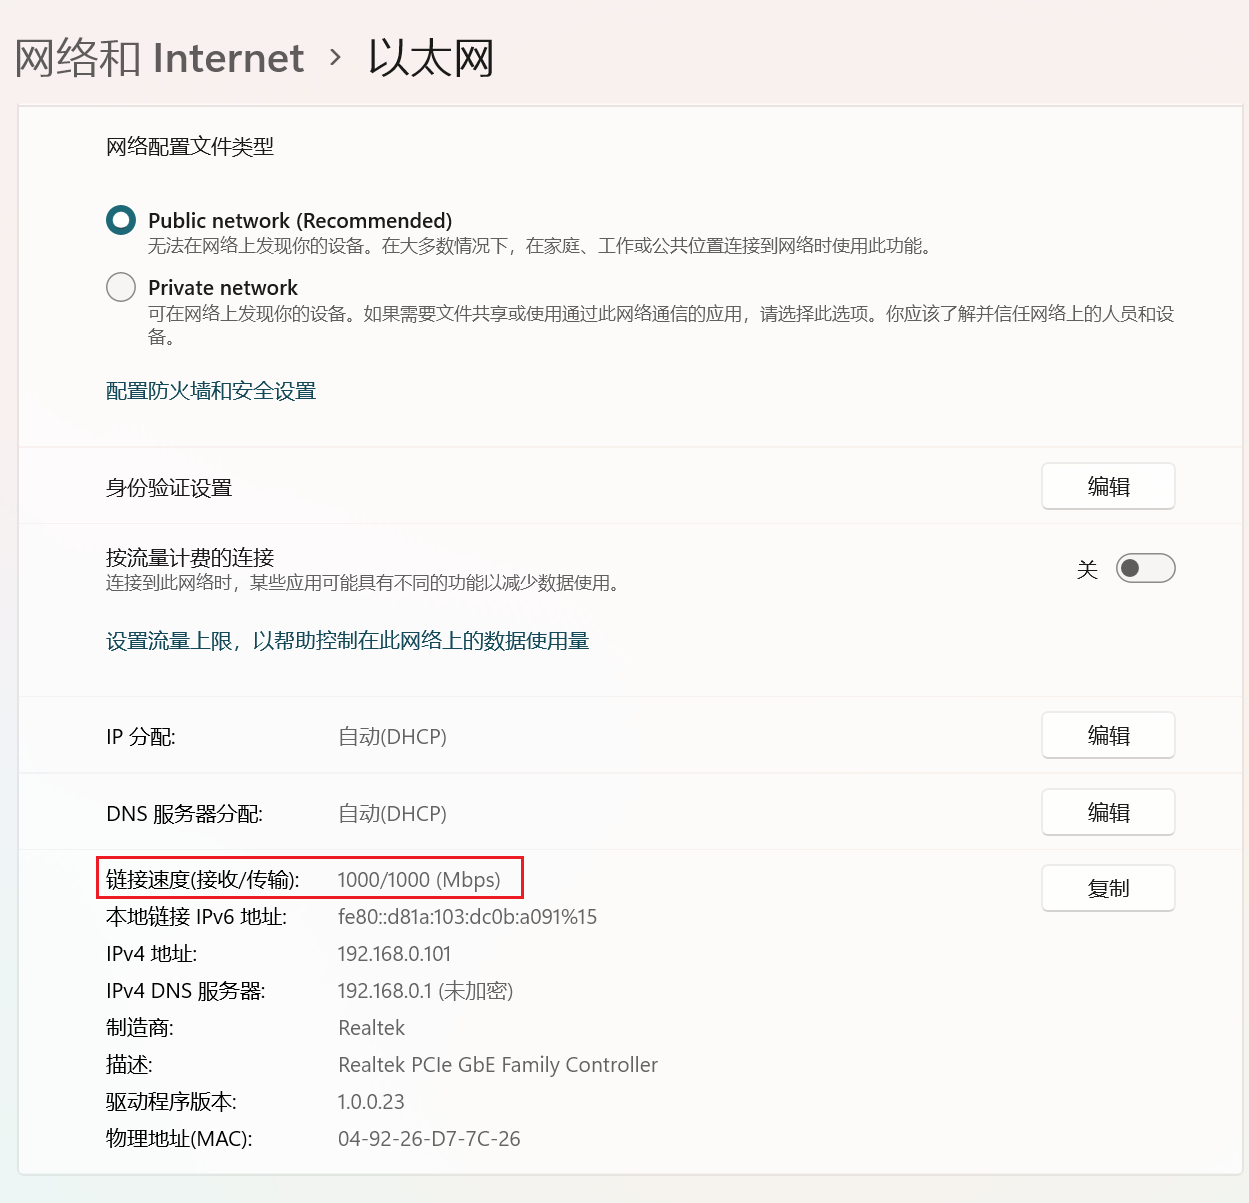 网络和 Internet › 以太网
网络配置文件类型
Public network (Recommended)
无法在网络上发现你的设备。在大多数情况下，在家庭、工作或公共位置连接到网络时使用此功能。
Private network
可在网络上发现你的设备。如果需要文件共享或使用通过此网络通信的应用，请选择此选项。你应该了解并信任网络上的人员和设
备。
配置防火墙和安全设置
身份验证设置 编辑
按流量计费的连接
连接到此网络时，某些应用可能具有不同的功能以减少数据使用。
关
设置流量上限，以帮助控制在此网络上的数据使用量
IP 分配: 自动(DHCP) 编辑
DNS 服务器分配: 自动(DHCP) 编辑
链接速度(接收/传输): 1000/1000 (Mbps) 复制
本地链接 IPv6 地址: fe80::d81a:103:dc0b:a091%15
IPv4 地址: 192.168.0.101
IPv4 DNS 服务器: 192.168.0.1 (未加密)
制造商: Realtek
描述: Realtek PCIe GbE Family Controller
驱动程序版本: 1.0.0.23
物理地址(MAC): 04-92-26-D7-7C-26